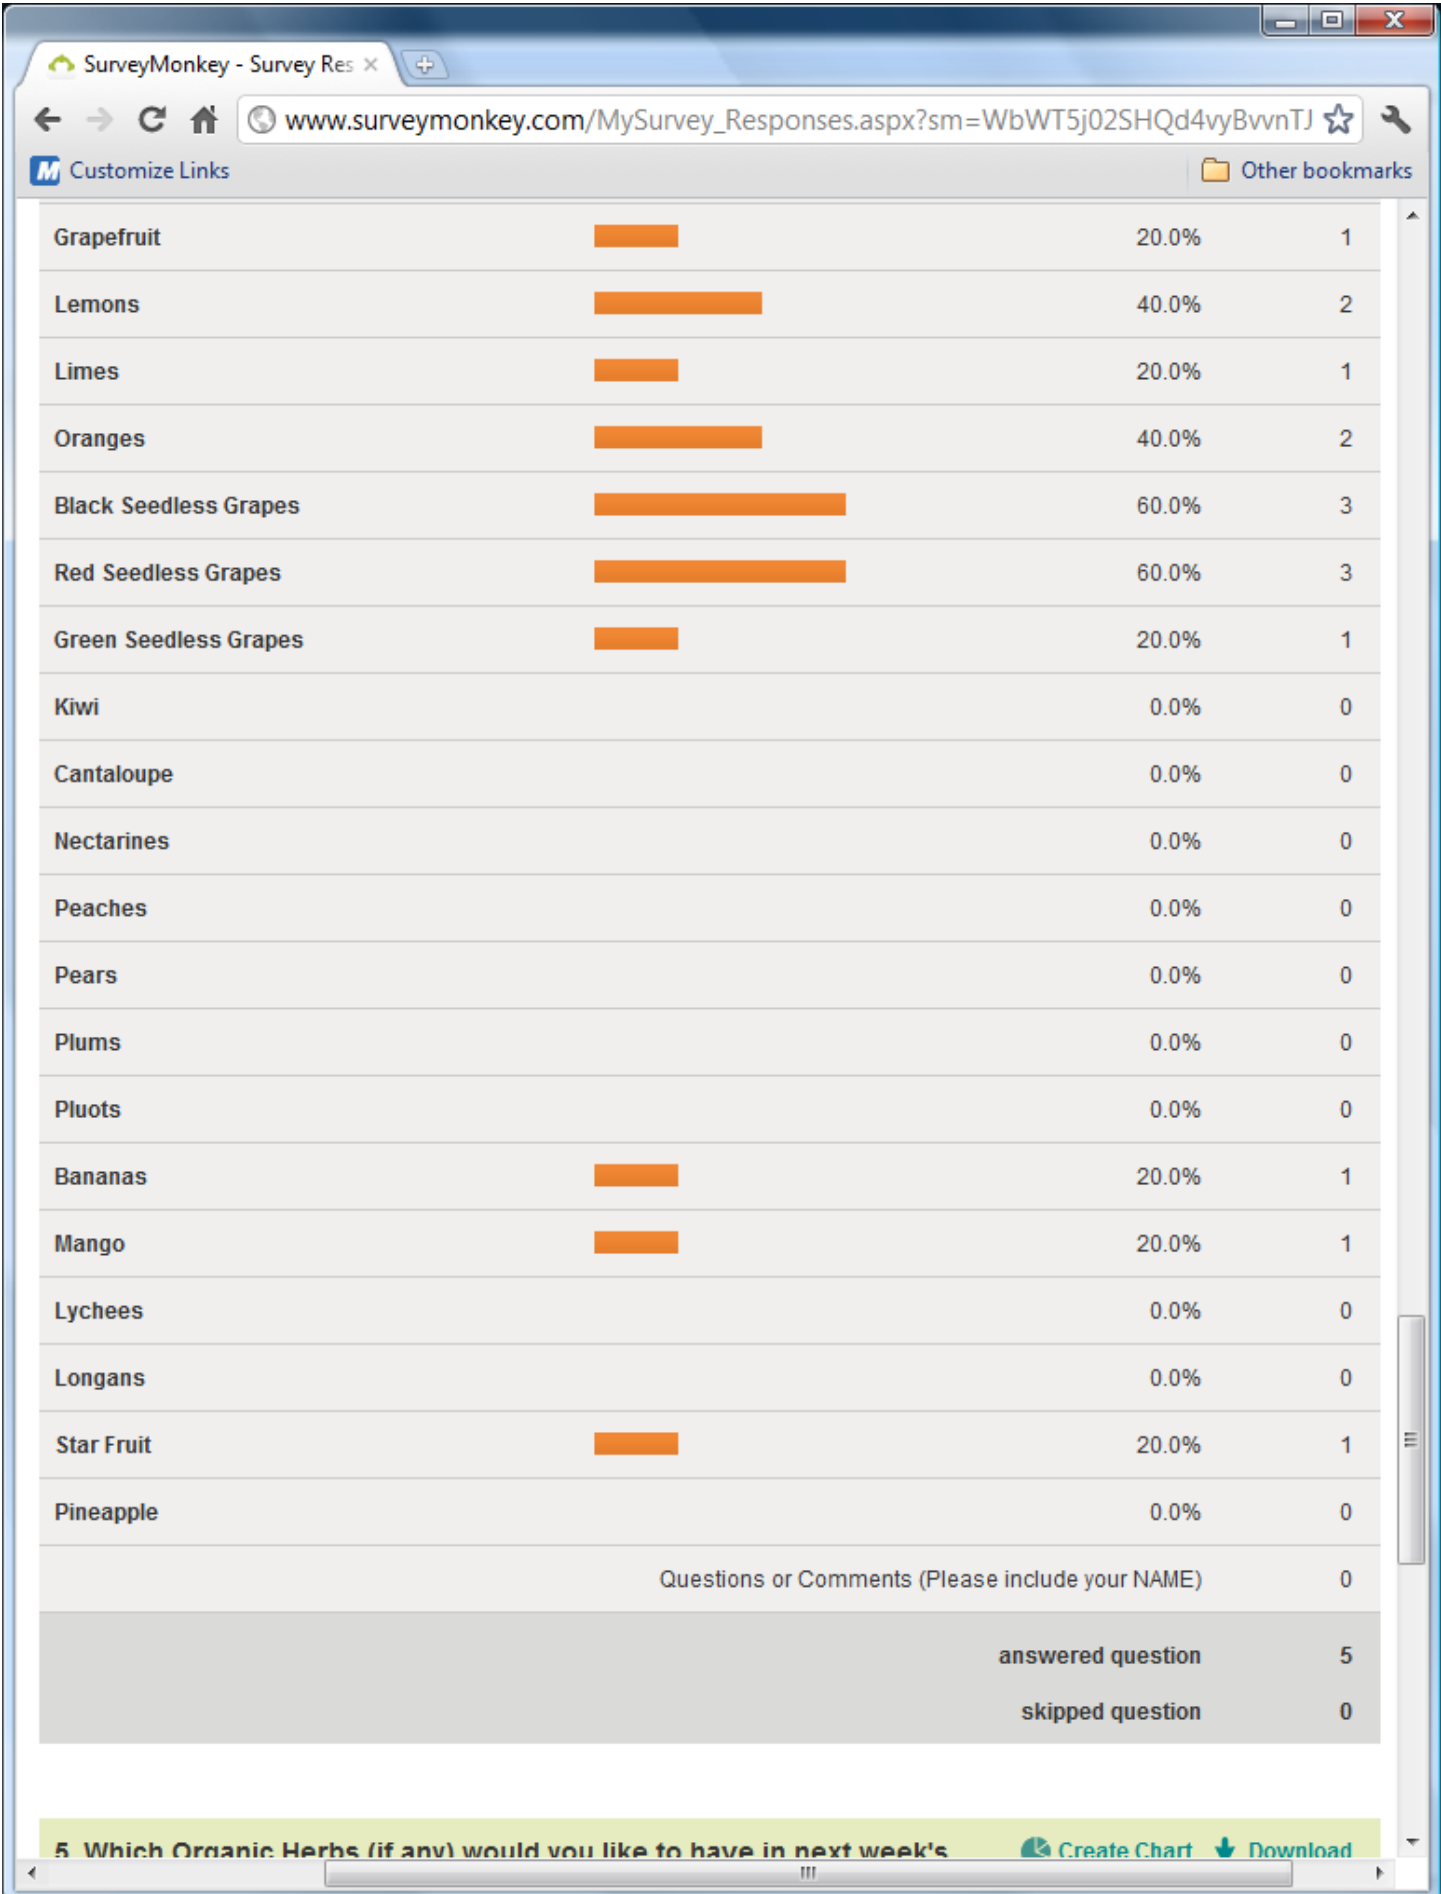 SurveyMonkey - Survey Res
www.surveymonkey.com/MySurvey_Responses.aspx?sm=WbWT5j02SHQd4vyBvvnTJ
Customize Links Other bookmarks
Grapefruit 20.0% 1
Lemons 40.0% 2
Limes 20.0% 1
Oranges 40.0% 2
Black Seedless Grapes 60.0% 3
Red Seedless Grapes 60.0% 3
Green Seedless Grapes 20.0% 1
Kiwi 0.0% 0
Cantaloupe 0.0% 0
Nectarines 0.0% 0
Peaches 0.0% 0
Pears 0.0% 0
Plums 0.0% 0
Pluots 0.0% 0
Bananas 20.0% 1
Mango 20.0% 1
Lychees 0.0% 0
Longans 0.0% 0
Star Fruit 20.0% 1
Pineapple 0.0% 0
Questions or Comments (Please include your NAME) 0
answered question 5
skipped question 0
5. Which Organic Herbs (if any) would you like to have in next week's Create Chart Download